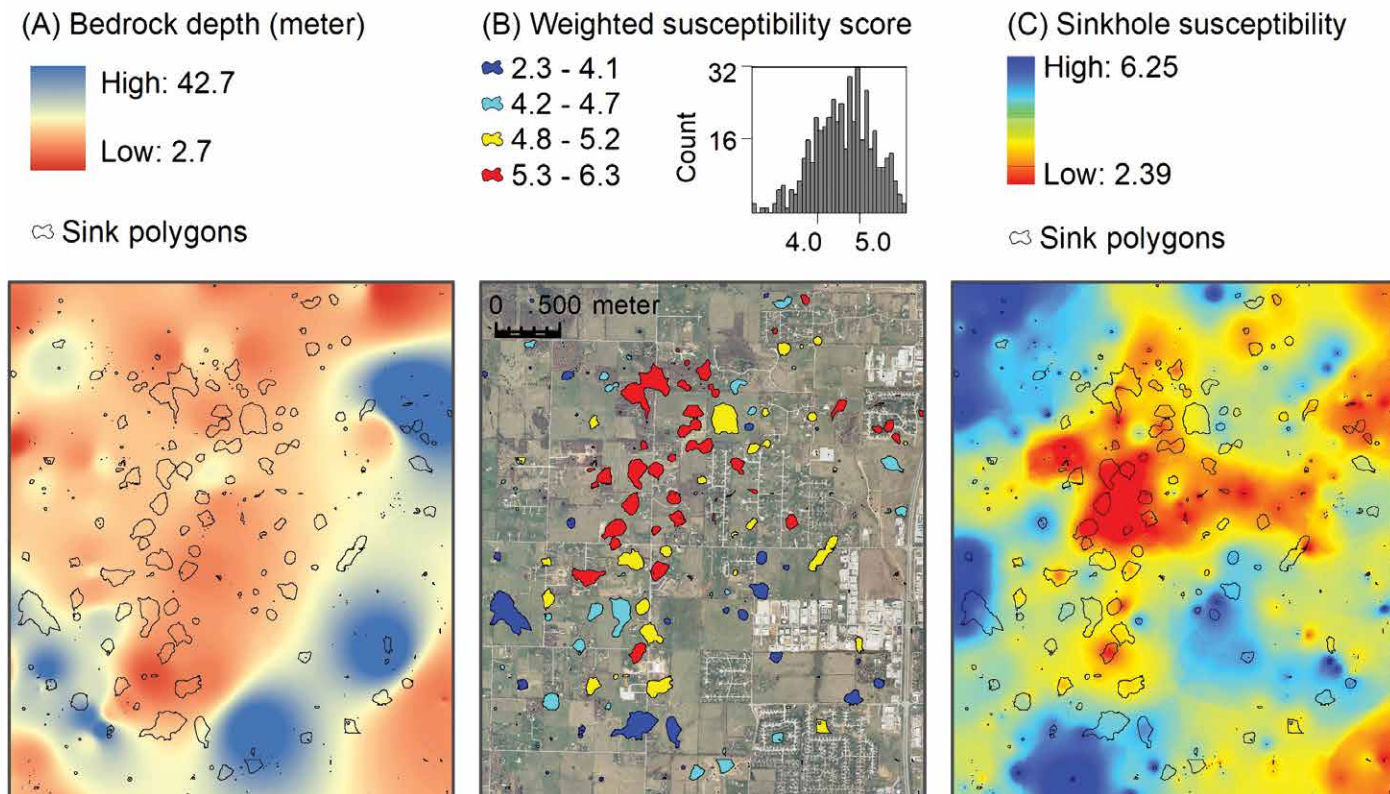 (A) Bedrock depth (meter)
High: 42.7
Low: 2.7
Sink polygons
(B) Weighted susceptibility score
2.3 - 4.1
4.2 - 4.7
4.8 - 5.2
5.3 - 6.3
32
16
Count
4.0 5.0
(C) Sinkhole susceptibility
High: 6.25
Low: 2.39
Sink polygons
0 500 meter